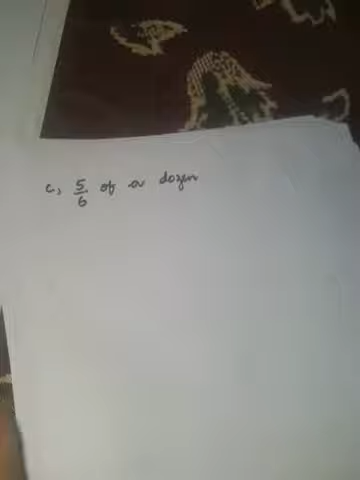 c, 5/6 of a dozen